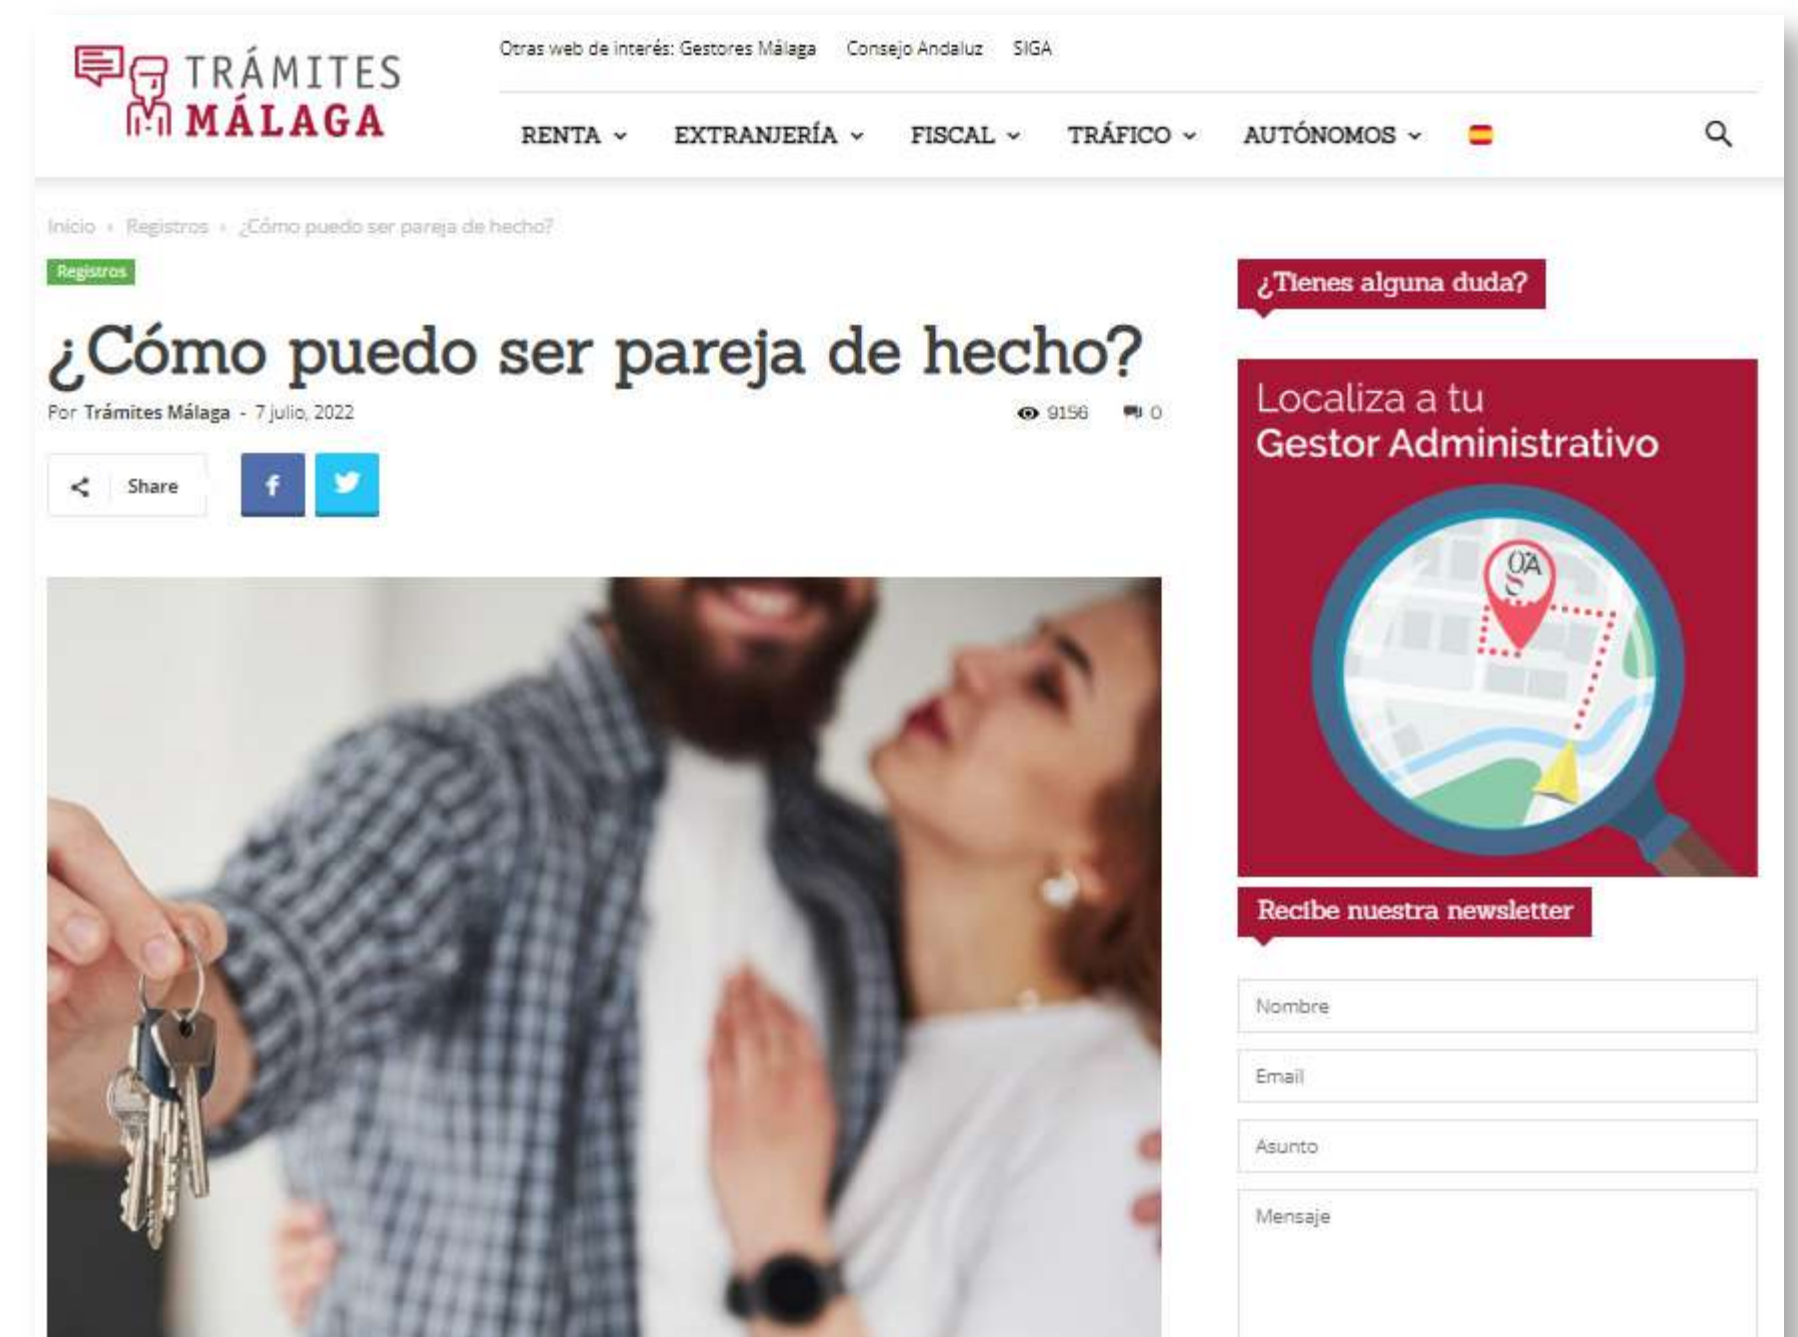 TRÁMITES
MÁLAGA
Otras web de interés: Gestores Málaga Consejo Andaluz SIGA
RENTA EXTRANJERÍA FISCAL TRÁFICO AUTÓNOMOS
Inicio › Registros › ¿Cómo puedo ser pareja de hecho?
Registros
¿Cómo puedo ser pareja de hecho?
Por Trámites Málaga - 7 julio, 2022 9156 0
Share
¿Tienes alguna duda?
Localiza a tu
Gestor Administrativo
GA
Recibe nuestra newsletter
Nombre
Email
Asunto
Mensaje